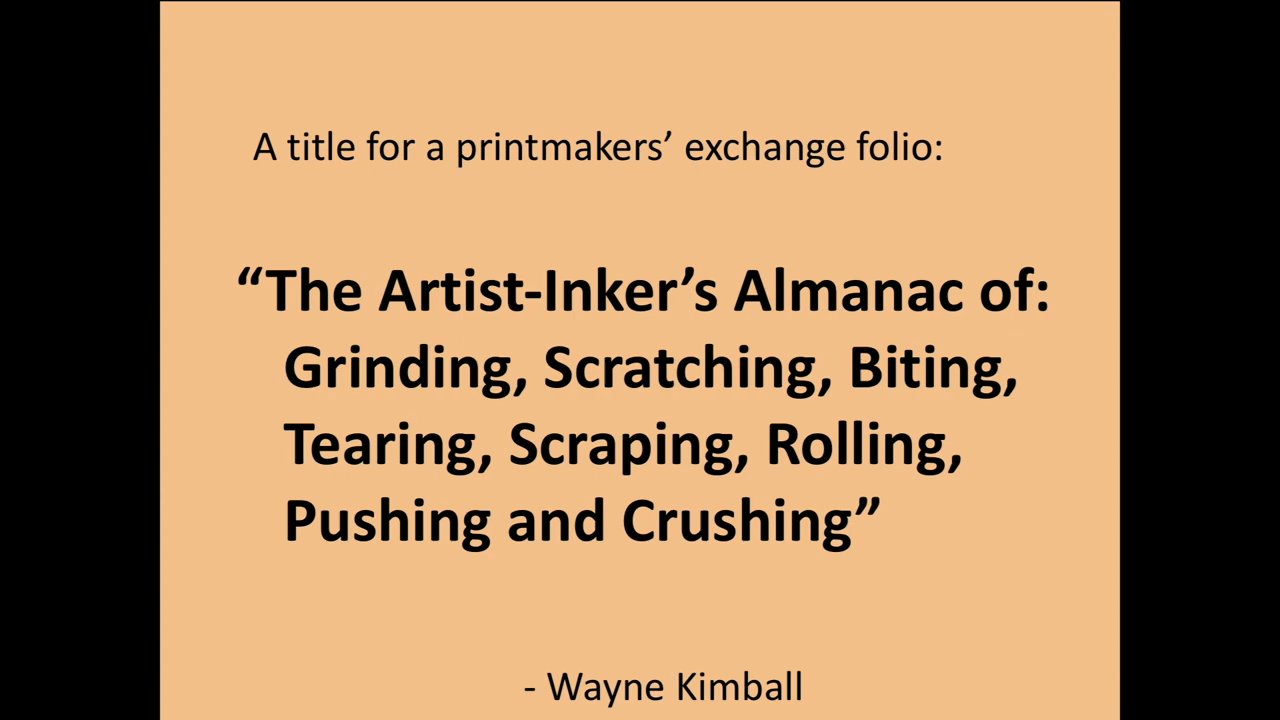 A title for a printmakers’ exchange folio:
“The Artist-Inker’s Almanac of:
Grinding, Scratching, Biting,
Tearing, Scraping, Rolling,
Pushing and Crushing”
- Wayne Kimball